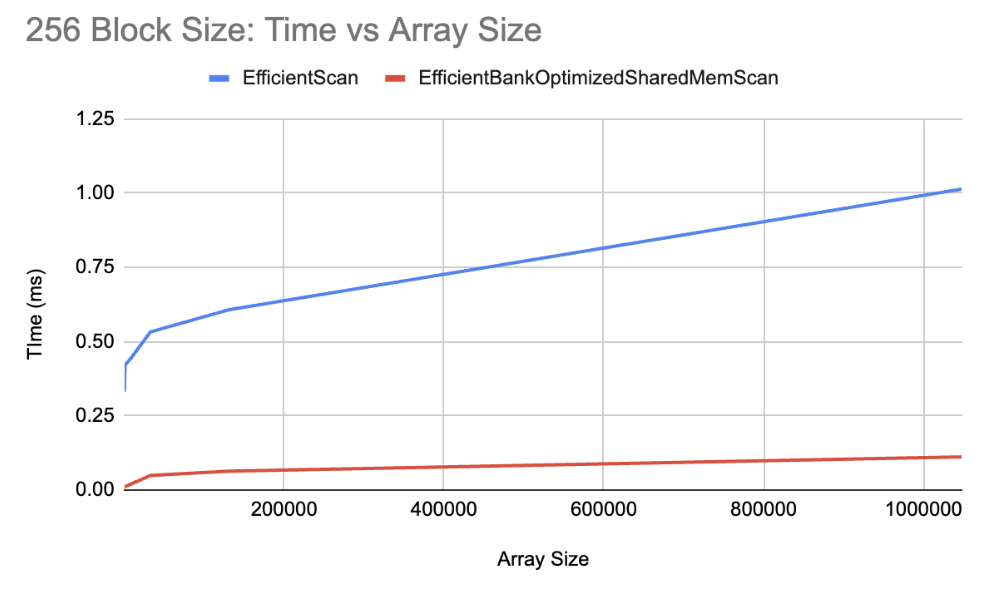 256 Block Size: Time vs Array Size
EfficientScan
EfficientBankOptimizedSharedMemScan
1.25
1.00
0.75
0.50
0.25
0.00
TIme (ms)
200000
400000
600000
800000
1000000
Array Size